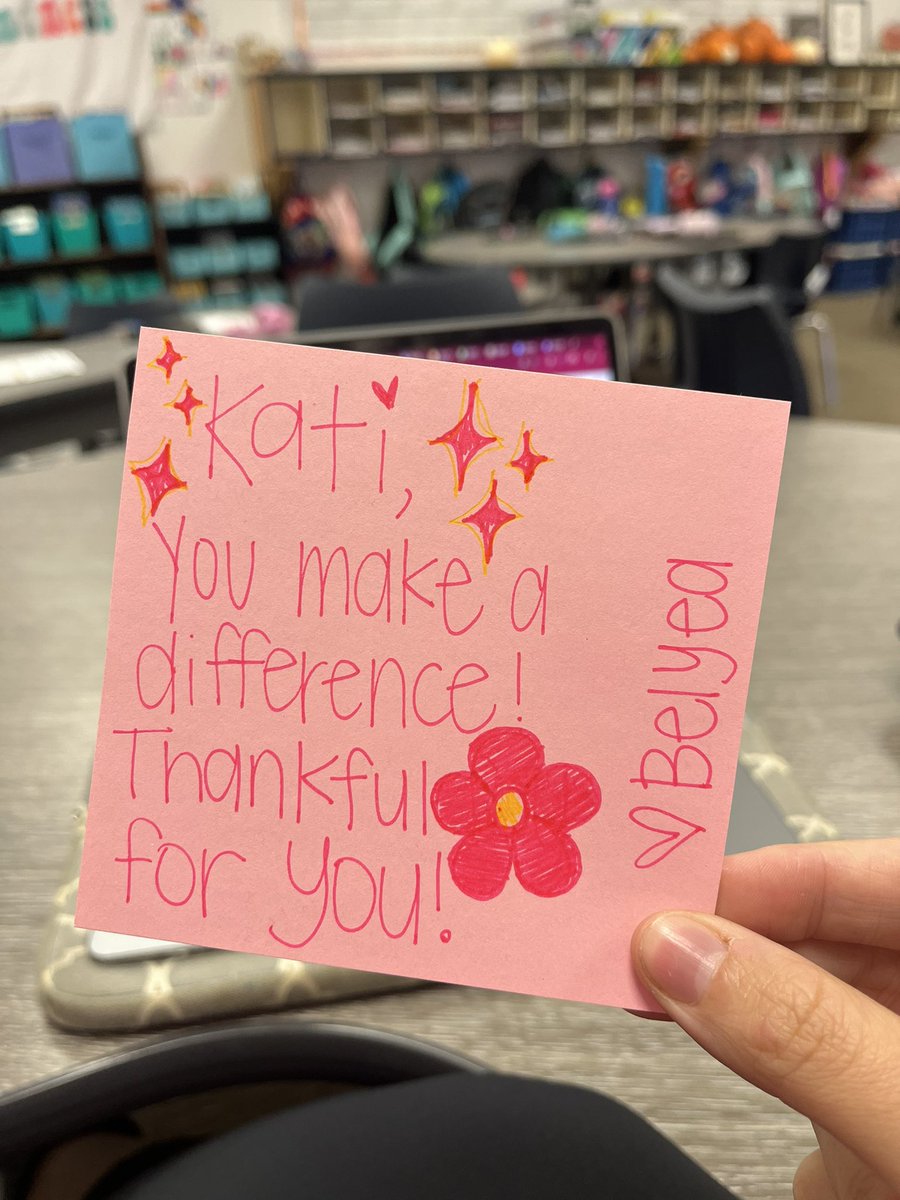 Kati,
You make a
difference!
Thankful
for you!
Belyea